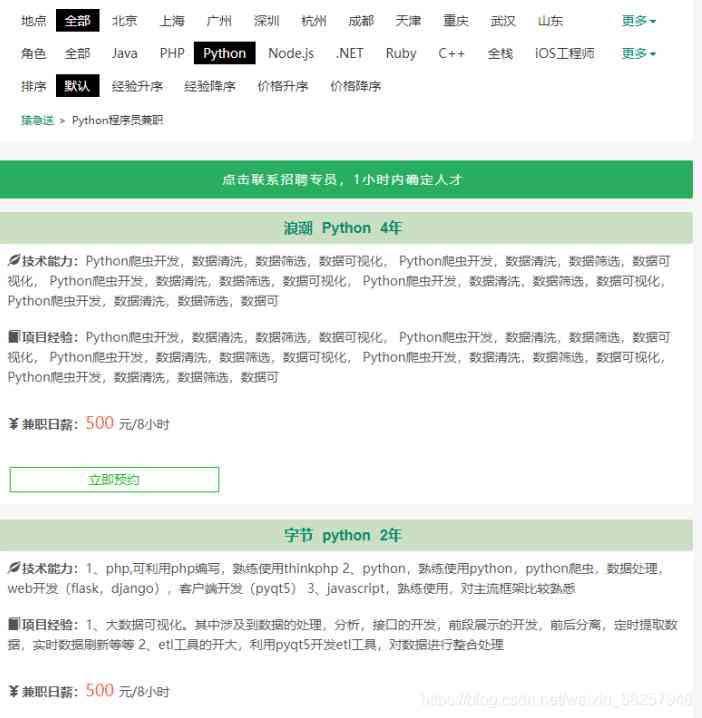 地点 全部 北京 上海 广州 深圳 杭州 成都 天津 重庆 武汉 山东 更多
角色 全部 Java PHP Python Node.js .NET Ruby C++ 全栈 iOS工程师 更多
排序 默认 经验升序 经验降序 价格升序 价格降序
猿急送 > Python程序员兼职
点击联系招聘专员，1小时内确定人才
浪潮 Python 4年
技术能力：Python爬虫开发，数据清洗，数据筛选，数据可视化， Python爬虫开发，数据清洗，数据筛选，数据可
视化， Python爬虫开发，数据清洗，数据筛选，数据可视化， Python爬虫开发，数据清洗，数据筛选，数据可视化，
Python爬虫开发，数据清洗，数据筛选，数据可
项目经验：Python爬虫开发，数据清洗，数据筛选，数据可视化， Python爬虫开发，数据清洗，数据筛选，数据可
视化， Python爬虫开发，数据清洗，数据筛选，数据可视化， Python爬虫开发，数据清洗，数据筛选，数据可视化，
Python爬虫开发，数据清洗，数据筛选，数据可
¥ 兼职日薪：500 元/8小时
立即预约
字节 python 2年
技术能力：1、php,可利用php编写，熟练使用thinkphp 2、python，熟练使用python，python爬虫，数据处理，
web开发（flask，django），客户端开发（pyqt5） 3、javascript，熟练使用，对主流框架比较熟悉
项目经验：1、大数据可视化。其中涉及到数据的处理，分析，接口的开发，前段展示的开发，前后分离，定时提取数
据，实时数据刷新等等 2、etl工具的开大，利用pyqt5开发etl工具，对数据进行整合处理
¥ 兼职日薪：500 元/8小时
https://blog.csdn.net/weixin_56257946